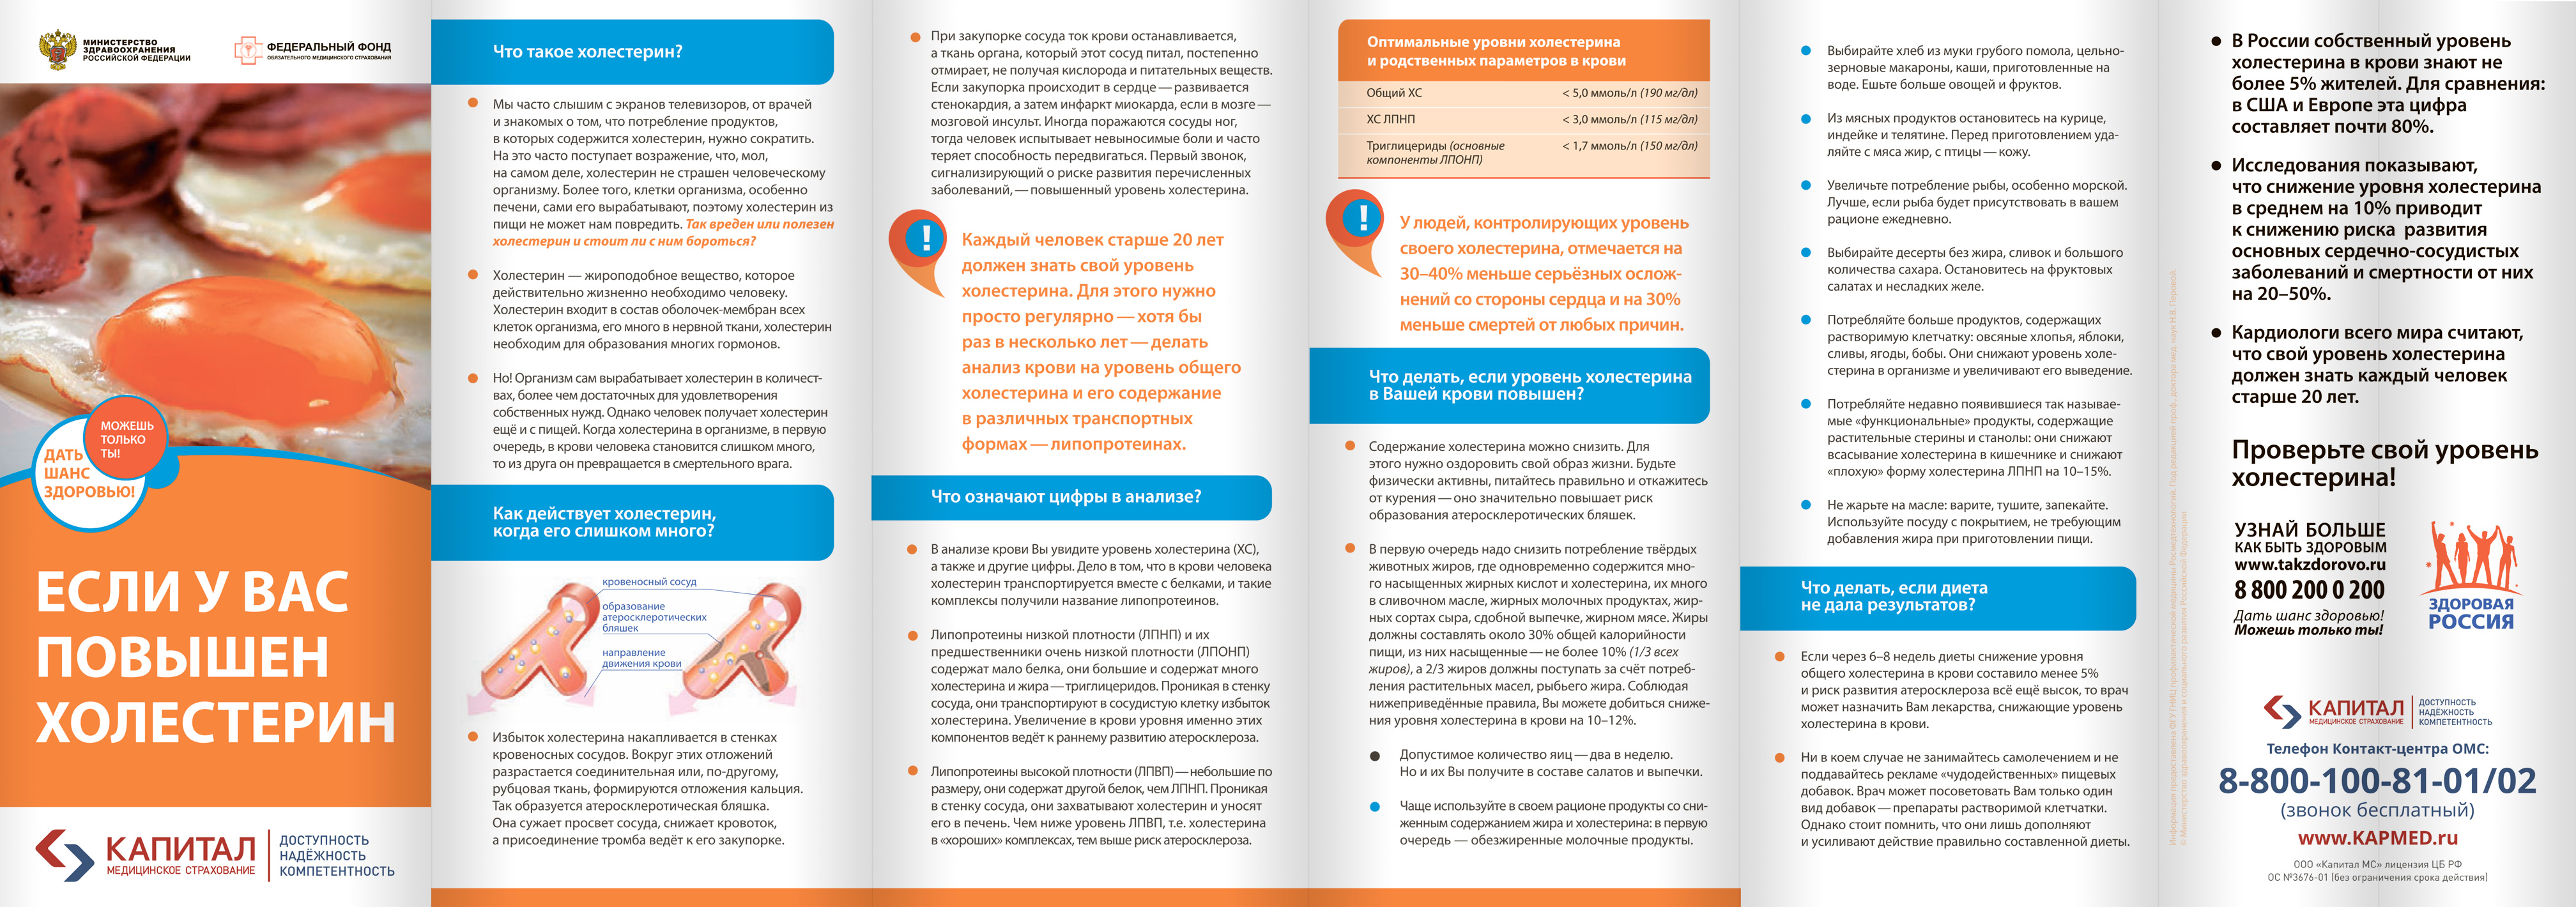 МИНИСТЕРСТВО
ЗДРАВООХРАНЕНИЯ
РОССИЙСКОЙ ФЕДЕРАЦИИ
ФЕДЕРАЛЬНЫЙ ФОНД
ОБЯЗАТЕЛЬНОГО МЕДИЦИНСКОГО СТРАХОВАНИЯ
МОЖЕШЬ
ТОЛЬКО
ТЫ!
ДАТЬ
ШАНС
ЗДОРОВЬЮ!
ЕСЛИ У ВАС
ПОВЫШЕН
ХОЛЕСТЕРИН
КАПИТАЛ
МЕДИЦИНСКОЕ СТРАХОВАНИЕ
ДОСТУПНОСТЬ
НАДЁЖНОСТЬ
КОМПЕТЕНТНОСТЬ
Что такое холестерин?
Мы часто слышим с экранов телевизоров, от врачей
и знакомых о том, что потребление продуктов,
в которых содержится холестерин, нужно сократить.
На это часто поступает возражение, что, мол,
на самом деле, холестерин не страшен человеческому
организму. Более того, клетки организма, особенно
печени, сами его вырабатывают, поэтому холестерин из
пищи не может нам повредить. Так вреден или полезен
холестерин и стоит ли с ним бороться?
Холестерин — жироподобное вещество, которое
действительно жизненно необходимо человеку.
Холестерин входит в состав оболочек-мембран всех
клеток организма, его много в нервной ткани, холестерин
необходим для образования многих гормонов.
Но! Организм сам вырабатывает холестерин в количест-
вах, более чем достаточных для удовлетворения
собственных нужд. Однако человек получает холестерин
ещё и с пищей. Когда холестерина в организме, в первую
очередь, в крови человека становится слишком много,
то из друга он превращается в смертельного врага.
Как действует холестерин,
когда его слишком много?
кровеносный сосуд
образование
атеросклеротических
бляшек
направление
движения крови
Избыток холестерина накапливается в стенках
кровеносных сосудов. Вокруг этих отложений
разрастается соединительная или, по-другому,
рубцовая ткань, формируются отложения кальция.
Так образуется атеросклеротическая бляшка.
Она сужает просвет сосуда, снижает кровоток,
а присоединение тромба ведёт к его закупорке.
При закупорке сосуда ток крови останавливается,
а ткань органа, который этот сосуд питал, постепенно
отмирает, не получая кислорода и питательных веществ.
Если закупорка происходит в сердце — развивается
стенокардия, а затем инфаркт миокарда, если в мозге —
мозговой инсульт. Иногда поражаются сосуды ног,
тогда человек испытывает невыносимые боли и часто
теряет способность передвигаться. Первый звонок,
сигнализирующий о риске развития перечисленных
заболеваний, — повышенный уровень холестерина.
!
Каждый человек старше 20 лет
должен знать свой уровень
холестерина. Для этого нужно
просто регулярно — хотя бы
раз в несколько лет — делать
анализ крови на уровень общего
холестерина и его содержание
в различных транспортных
формах — липопротеинах.
Что означают цифры в анализе?
В анализе крови Вы увидите уровень холестерина (ХС),
а также и другие цифры. Дело в том, что в крови человека
холестерин транспортируется вместе с белками, и такие
комплексы получили название липопротеинов.
Липопротеины низкой плотности (ЛПНП) и их
предшественники очень низкой плотности (ЛПОНП)
содержат мало белка, они большие и содержат много
холестерина и жира — триглицеридов. Проникая в стенку
сосуда, они транспортируют в сосудистую клетку избыток
холестерина. Увеличение в крови уровня именно этих
компонентов ведёт к раннему развитию атеросклероза.
Липопротеины высокой плотности (ЛПВП) — небольшие по
размеру, они содержат другой белок, чем ЛПНП. Проникая
в стенку сосуда, они захватывают холестерин и уносят
его в печень. Чем ниже уровень ЛПВП, т.е. холестерина
в «хороших» комплексах, тем выше риск атеросклероза.
Оптимальные уровни холестерина
и родственных параметров в крови
Общий ХС < 5,0 ммоль/л (190 мг/дл)
ХС ЛПНП < 3,0 ммоль/л (115 мг/дл)
Триглицериды (основные < 1,7 ммоль/л (150 мг/дл)
компоненты ЛПОНП)
!
У людей, контролирующих уровень
своего холестерина, отмечается на
30–40% меньше серьёзных ослож-
нений со стороны сердца и на 30%
меньше смертей от любых причин.
Что делать, если уровень холестерина
в Вашей крови повышен?
Содержание холестерина можно снизить. Для
этого нужно оздоровить свой образ жизни. Будьте
физически активны, питайтесь правильно и откажитесь
от курения — оно значительно повышает риск
образования атеросклеротических бляшек.
В первую очередь надо снизить потребление твёрдых
животных жиров, где одновременно содержится мно-
го насыщенных жирных кислот и холестерина, их много
в сливочном масле, жирных молочных продуктах, жир-
ных сортах сыра, сдобной выпечке, жирном мясе. Жиры
должны составлять около 30% общей калорийности
пищи, из них насыщенные — не более 10% (1/3 всех
жиров), а 2/3 жиров должны поступать за счёт потреб-
ления растительных масел, рыбьего жира. Соблюдая
нижеприведённые правила, Вы можете добиться сниже-
ния уровня холестерина в крови на 10–12%.
Допустимое количество яиц — два в неделю.
Но и их Вы получите в составе салатов и выпечки.
Чаще используйте в своем рационе продукты со сни-
женным содержанием жира и холестерина: в первую
очередь — обезжиренные молочные продукты.
Выбирайте хлеб из муки грубого помола, цельно-
зерновые макароны, каши, приготовленные на
воде. Ешьте больше овощей и фруктов.
Из мясных продуктов остановитесь на курице,
индейке и телятине. Перед приготовлением уда-
ляйте с мяса жир, с птицы — кожу.
Увеличьте потребление рыбы, особенно морской.
Лучше, если рыба будет присутствовать в вашем
рационе ежедневно.
Выбирайте десерты без жира, сливок и большого
количества сахара. Остановитесь на фруктовых
салатах и несладких желе.
Потребляйте больше продуктов, содержащих
растворимую клетчатку: овсяные хлопья, яблоки,
сливы, ягоды, бобы. Они снижают уровень холе-
стерина в организме и увеличивают его выведение.
Потребляйте недавно появившиеся так называе-
мые «функциональные» продукты, содержащие
растительные стерины и станолы: они снижают
всасывание холестерина в кишечнике и снижают
«плохую» форму холестерина ЛПНП на 10–15%.
Не жарьте на масле: варите, тушите, запекайте.
Используйте посуду с покрытием, не требующим
добавления жира при приготовлении пищи.
Что делать, если диета
не дала результатов?
Если через 6–8 недель диеты снижение уровня
общего холестерина в крови составило менее 5%
и риск развития атеросклероза всё ещё высок, то врач
может назначить Вам лекарства, снижающие уровень
холестерина в крови.
Ни в коем случае не занимайтесь самолечением и не
поддавайтесь рекламе «чудодейственных» пищевых
добавок. Врач может посоветовать Вам только один
вид добавок — препараты растворимой клетчатки.
Однако стоит помнить, что они лишь дополняют
и усиливают действие правильно составленной диеты.
Информация предоставлена ФГУ ГНИЦ профилактической медицины Росмедтехнологий. Под редакцией проф., доктора мед. наук Н.В. Перовой.
© Министерство здравоохранения и социального развития Российской Федерации
В России собственный уровень
холестерина в крови знают не
более 5% жителей. Для сравнения:
в США и Европе эта цифра
составляет почти 80%.
Исследования показывают,
что снижение уровня холестерина
в среднем на 10% приводит
к снижению риска развития
основных сердечно-сосудистых
заболеваний и смертности от них
на 20–50%.
Кардиологи всего мира считают,
что свой уровень холестерина
должен знать каждый человек
старше 20 лет.
Проверьте свой уровень
холестерина!
УЗНАЙ БОЛЬШЕ
КАК БЫТЬ ЗДОРОВЫМ
www.takzdorovo.ru
8 800 200 0 200
Дать шанс здоровью!
Можешь только ты!
ЗДОРОВАЯ
РОССИЯ
КАПИТАЛ
МЕДИЦИНСКОЕ СТРАХОВАНИЕ
ДОСТУПНОСТЬ
НАДЁЖНОСТЬ
КОМПЕТЕНТНОСТЬ
Телефон Контакт-центра ОМС:
8-800-100-81-01/02
(звонок бесплатный)
www.KAPMED.ru
ООО «Капитал МС» лицензия ЦБ РФ
ОС №3676-01 (без ограничения срока действия)